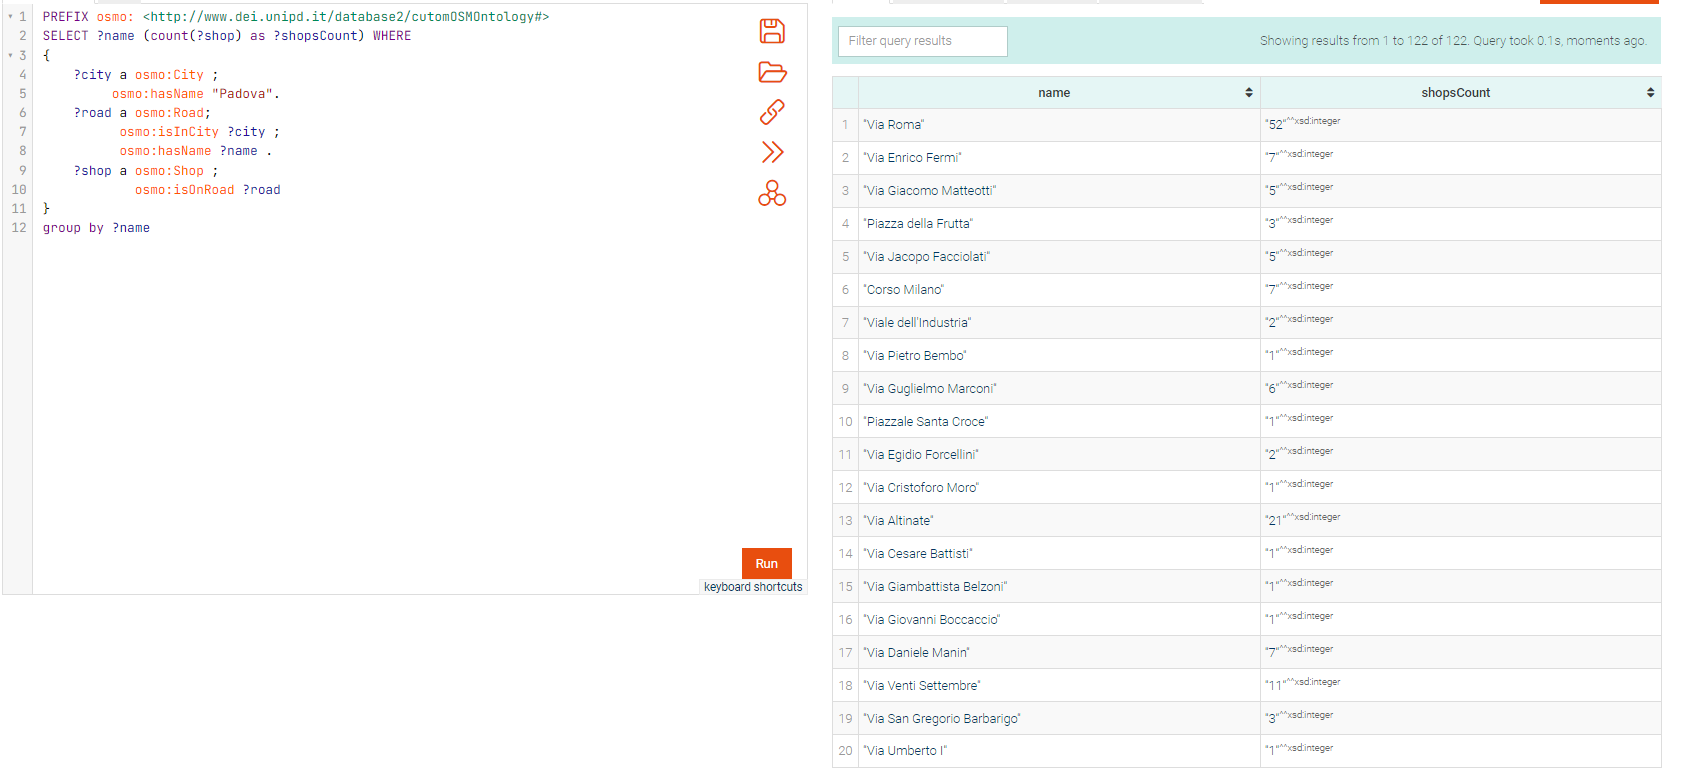 1 PREFIX osmo: <http://www.dei.unipd.it/database2/cutomOSMOntology#>
2 SELECT ?name (count(?shop) as ?shopsCount) WHERE
3 {
4 ?city a osmo:City ;
5 osmo:hasName "Padova".
6 ?road a osmo:Road;
7 osmo:isInCity ?city ;
8 osmo:hasName ?name .
9 ?shop a osmo:Shop ;
10 osmo:isOnRoad ?road
11 }
12 group by ?name
Run
keyboard shortcuts
Filter query results
Showing results from 1 to 122 of 122. Query took 0.1s, moments ago.
name shopsCount
1 "Via Roma" "52"^^xsd:integer
2 "Via Enrico Fermi" "7"^^xsd:integer
3 "Via Giacomo Matteotti" "5"^^xsd:integer
4 "Piazza della Frutta" "3"^^xsd:integer
5 "Via Jacopo Facciolati" "5"^^xsd:integer
6 "Corso Milano" "7"^^xsd:integer
7 "Viale dell'Industria" "2"^^xsd:integer
8 "Via Pietro Bembo" "1"^^xsd:integer
9 "Via Guglielmo Marconi" "6"^^xsd:integer
10 "Piazzale Santa Croce" "1"^^xsd:integer
11 "Via Egidio Forcellini" "2"^^xsd:integer
12 "Via Cristoforo Moro" "1"^^xsd:integer
13 "Via Altinate" "21"^^xsd:integer
14 "Via Cesare Battisti" "1"^^xsd:integer
15 "Via Giambattista Belzoni" "1"^^xsd:integer
16 "Via Giovanni Boccaccio" "1"^^xsd:integer
17 "Via Daniele Manin" "7"^^xsd:integer
18 "Via Venti Settembre" "11"^^xsd:integer
19 "Via San Gregorio Barbarigo" "3"^^xsd:integer
20 "Via Umberto I" "1"^^xsd:integer